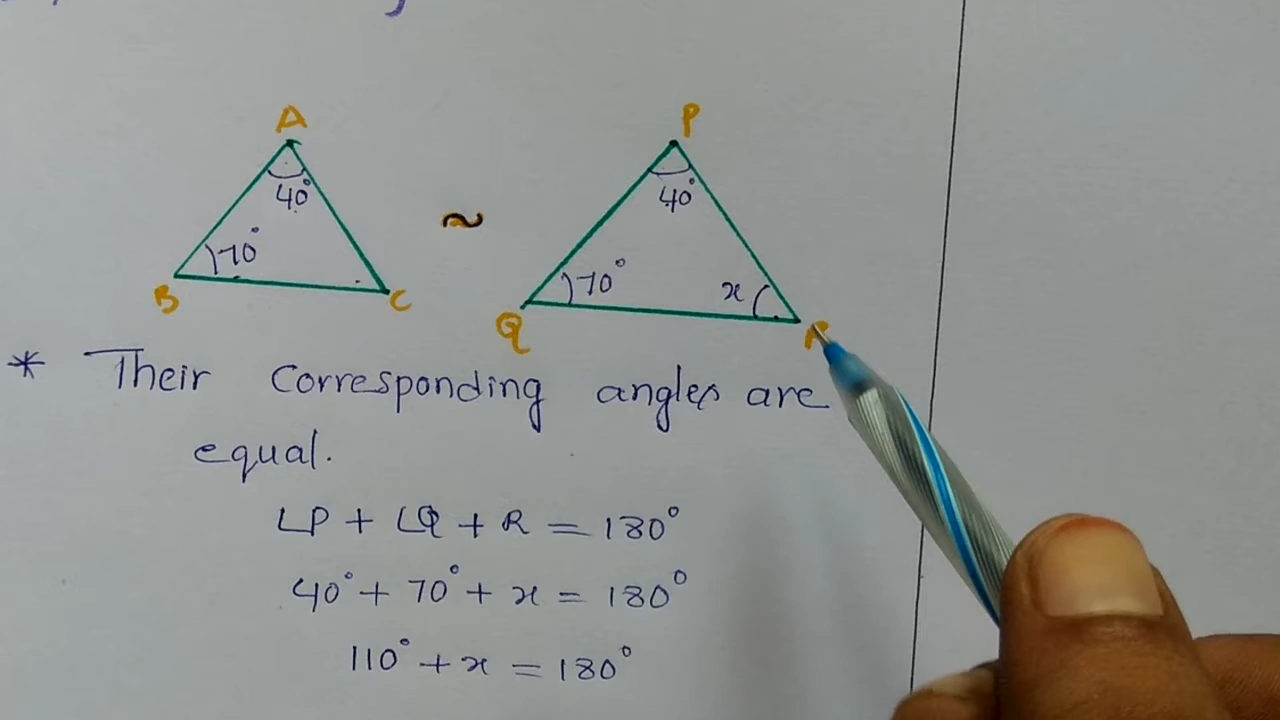 A
P
40°
40°
~
70°
70°
x
B
C
Q
* Their corresponding angles are
equal.
∠P + ∠Q + R = 180°
40° + 70° + x = 180°
110° + x = 180°